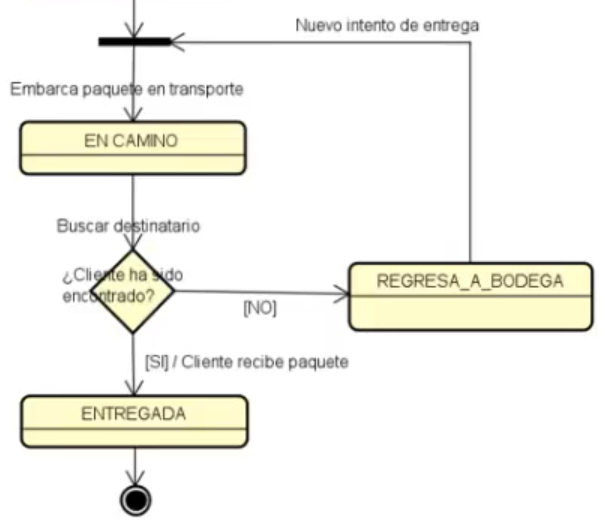 Nuevo intento de entrega
Embarca paquete en transporte
EN CAMINO
Buscar destinatario
¿Cliente ha sido
encontrado?
[NO]
REGRESA_A_BODEGA
[SI] / Cliente recibe paquete
ENTREGADA